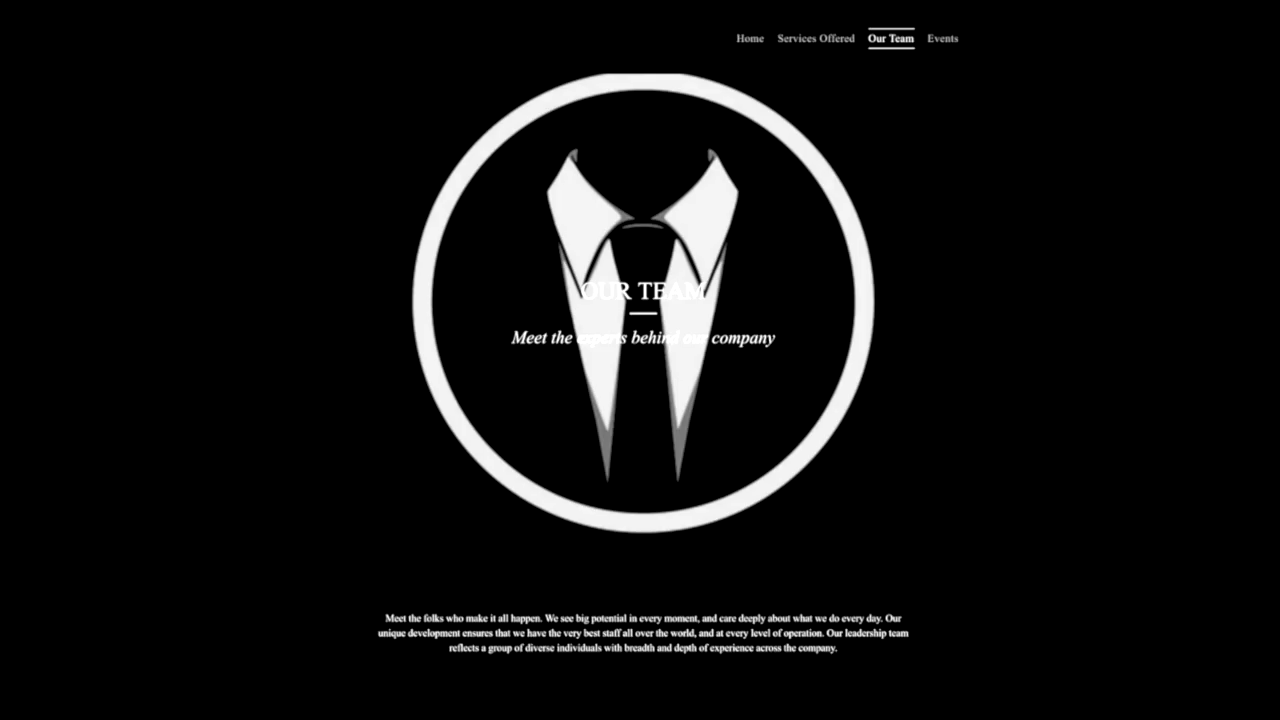 Home Services Offered Our Team Events
OUR TEAM
Meet the experts behind our company
Meet the folks who make it all happen. We see big potential in every moment, and care deeply about what we do every day. Our
unique development ensures that we have the very best staff all over the world, and at every level of operation. Our leadership team
reflects a group of diverse individuals with breadth and depth of experience across the company.